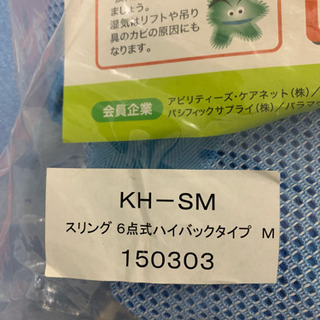 ましょう。
湿気はリフトや吊り
具のカビの原因にも
なります。
会員企業
アビリティーズ・ケアネット(株)/
パシフィックサプライ(株)/パラマ
KH−SM
スリング 6点式ハイバックタイプ M
150303